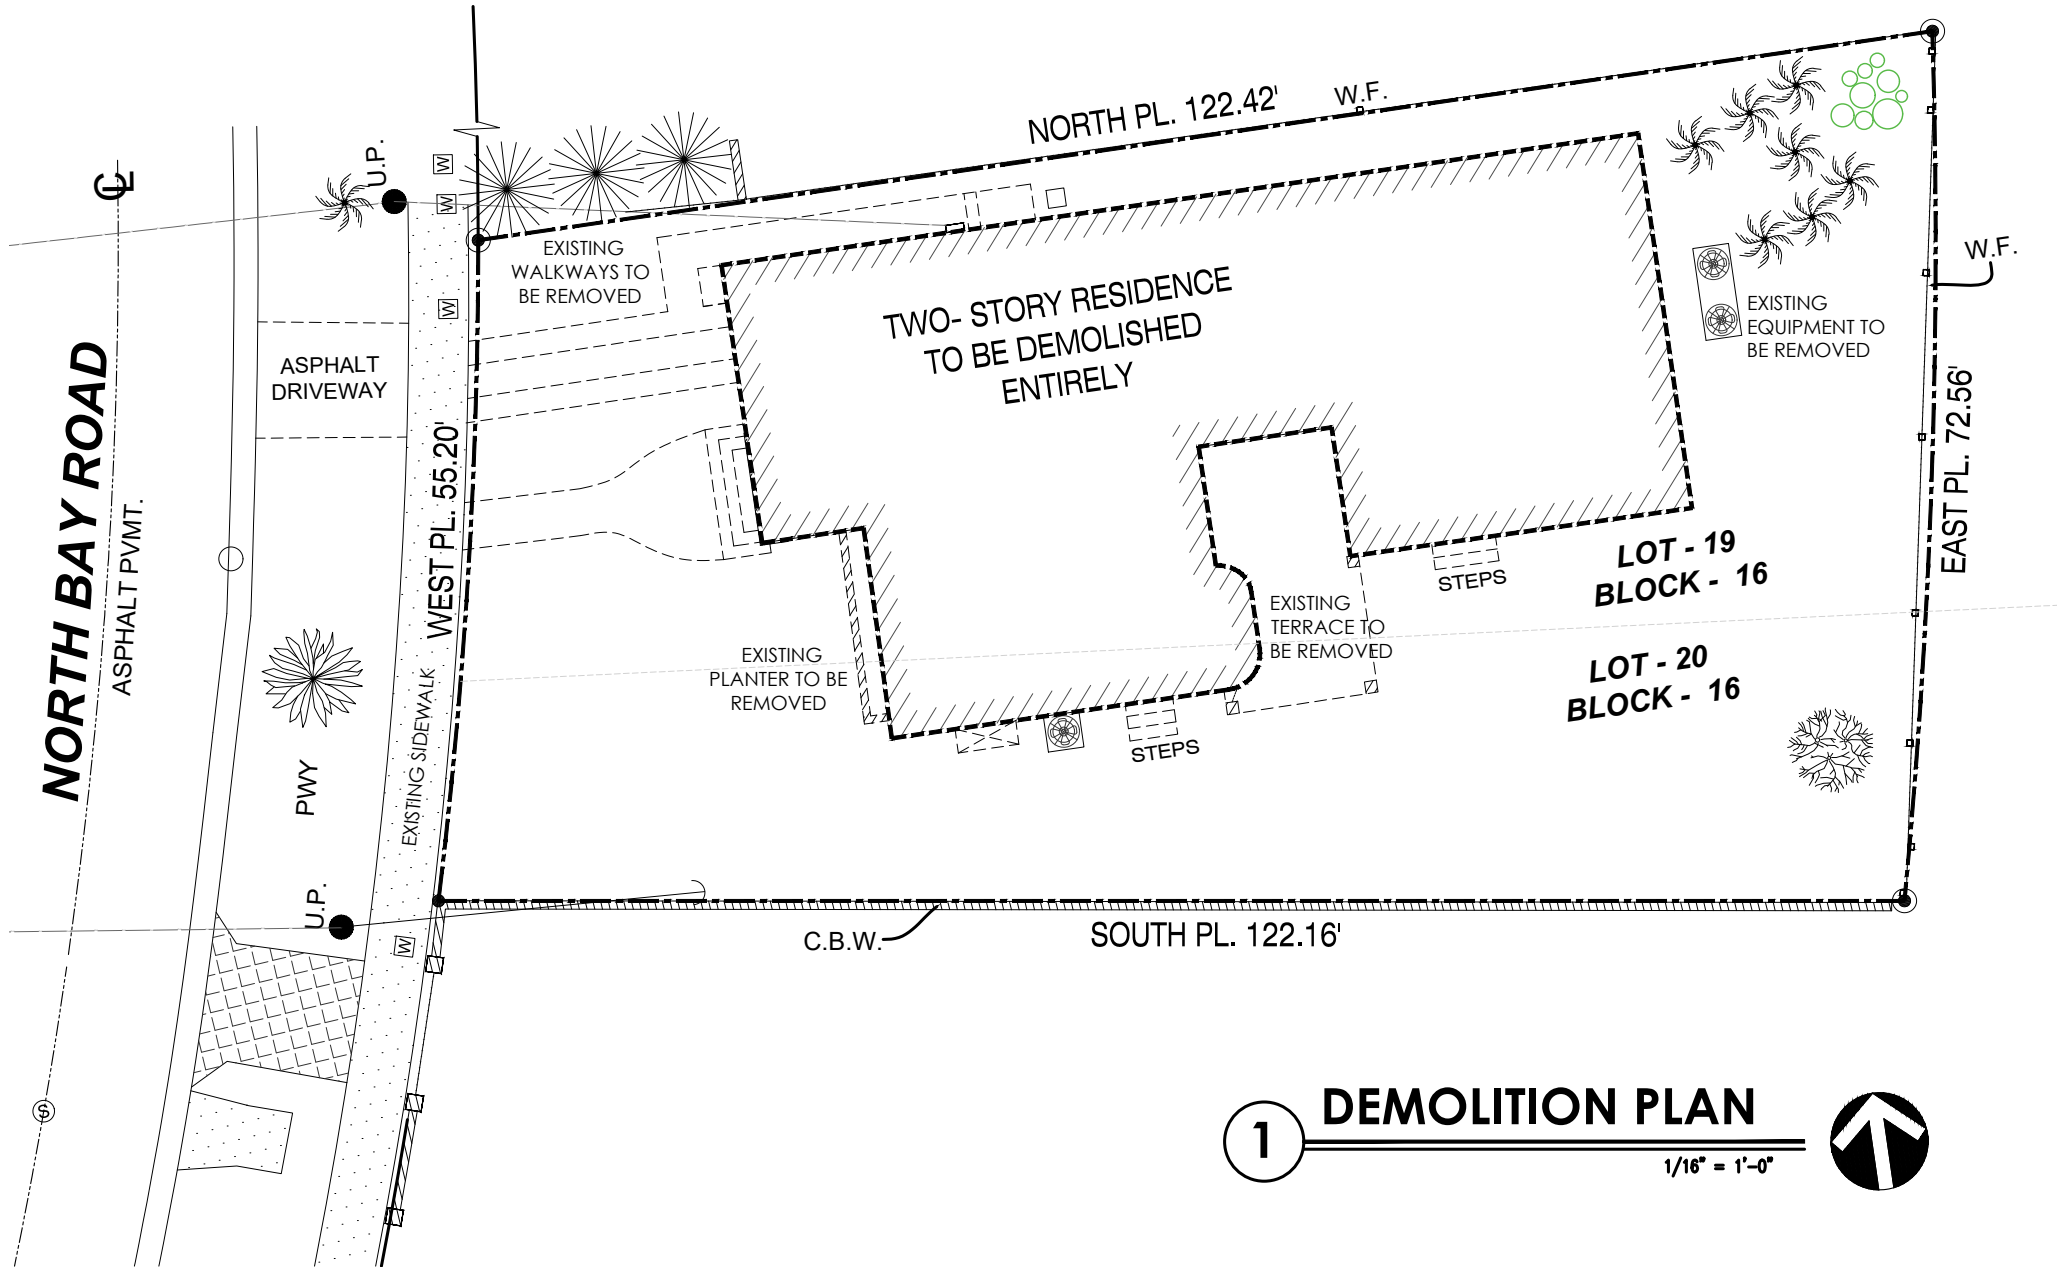 NORTH PL. 122.42'
W.F.
U.P.
CL
W
W
W
EXISTING
WALKWAYS TO
BE REMOVED
W.F.
TWO- STORY RESIDENCE
TO BE DEMOLISHED
ENTIRELY
EXISTING
EQUIPMENT TO
BE REMOVED
ASPHALT
DRIVEWAY
NORTH BAY ROAD
ASPHALT PVMT.
WEST PL. 55.20'
EAST PL. 72.56'
LOT - 19
BLOCK - 16
STEPS
EXISTING
TERRACE TO
BE REMOVED
EXISTING
PLANTER TO BE
REMOVED
LOT - 20
BLOCK - 16
EXISTING SIDEWALK
PWY
STEPS
U.P.
W
C.B.W.
SOUTH PL. 122.16'
S
1
DEMOLITION PLAN
1/16" = 1'-0"